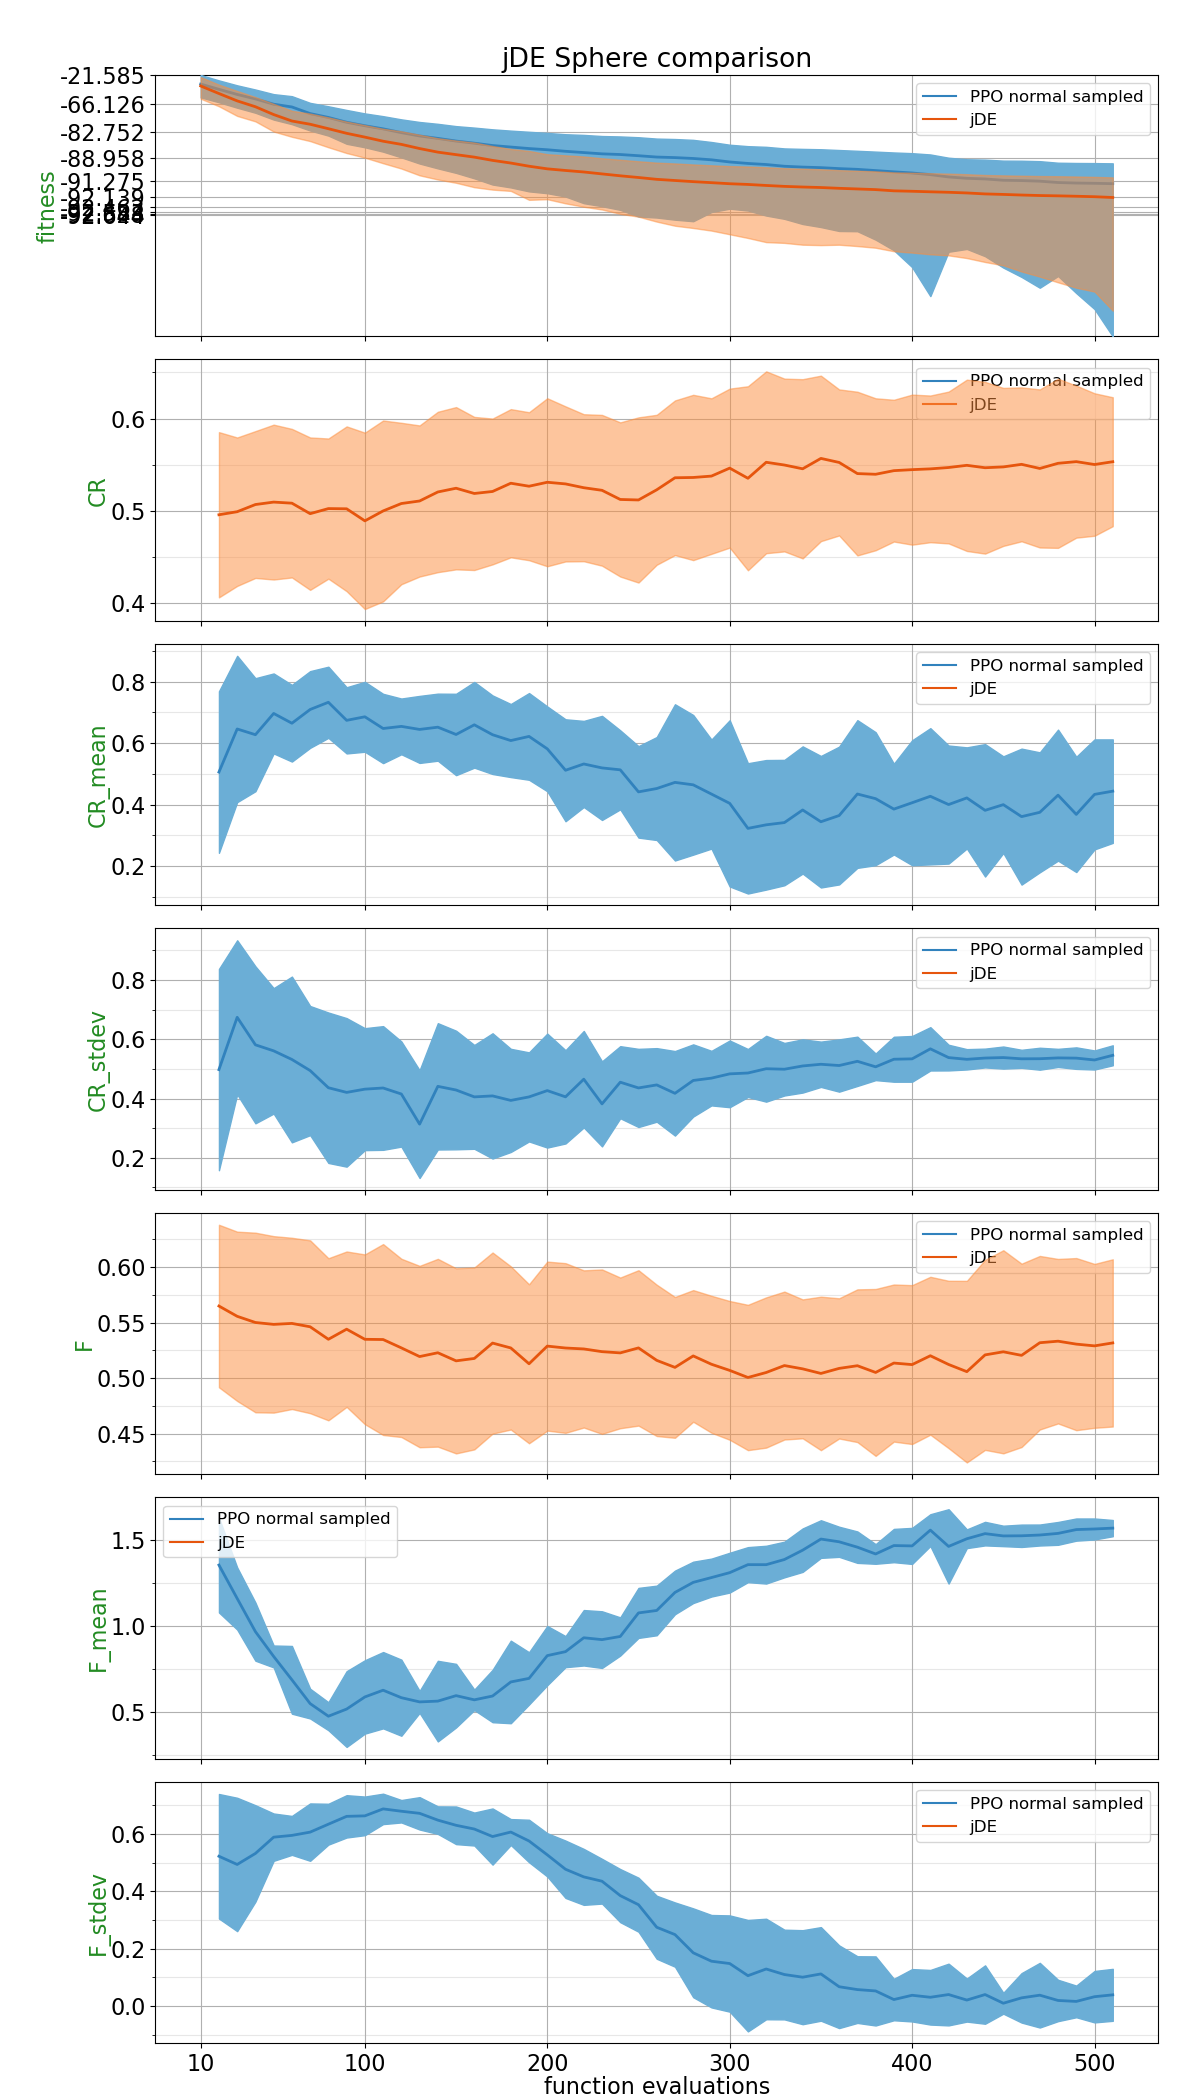 jDE Sphere comparison
-21.585
-66.126
-82.752
-88.958
-91.275
-92.139
fitness
PPO normal sampled
jDE
0.6
0.5
0.4
CR
PPO normal sampled
jDE
0.8
0.6
0.4
0.2
CR_mean
PPO normal sampled
jDE
0.8
0.6
0.4
0.2
CR_stdev
PPO normal sampled
jDE
0.60
0.55
0.50
0.45
F
PPO normal sampled
jDE
1.5
1.0
0.5
F_mean
PPO normal sampled
jDE
0.6
0.4
0.2
0.0
F_stdev
PPO normal sampled
jDE
10 100 200 300 400 500
function evaluations